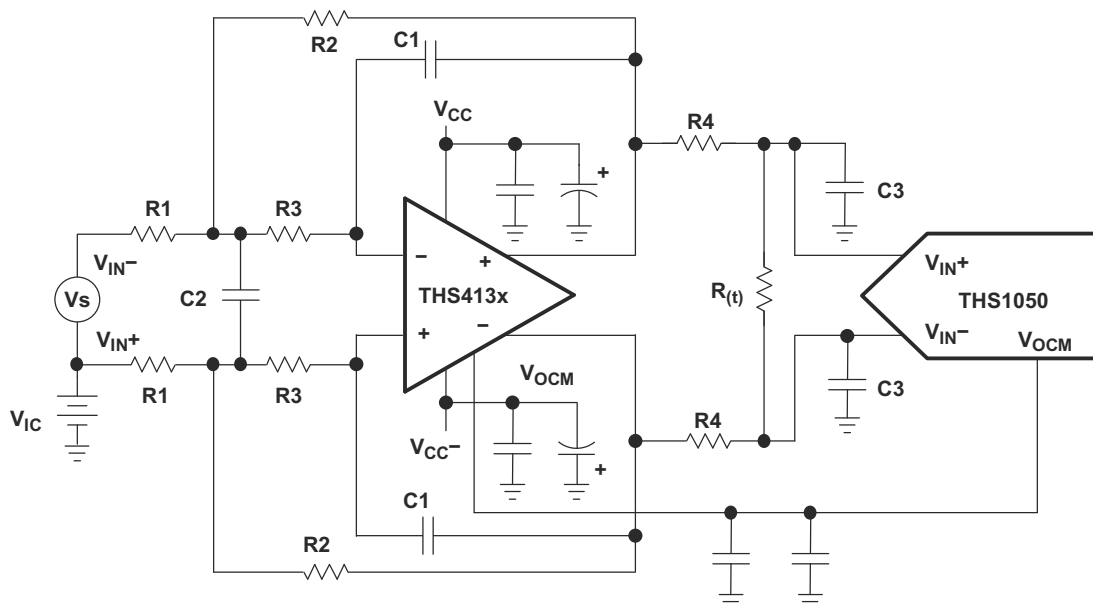 R2
C1
VCC
R4
+
C3
R1
R3
VIN−
−
+
VIN+
Vs
C2
THS413x
R(t)
THS1050
VIN+
+
−
VIN−
VOCM
R1
R3
VOCM
C3
VIC
R4
VCC−
+
C1
R2